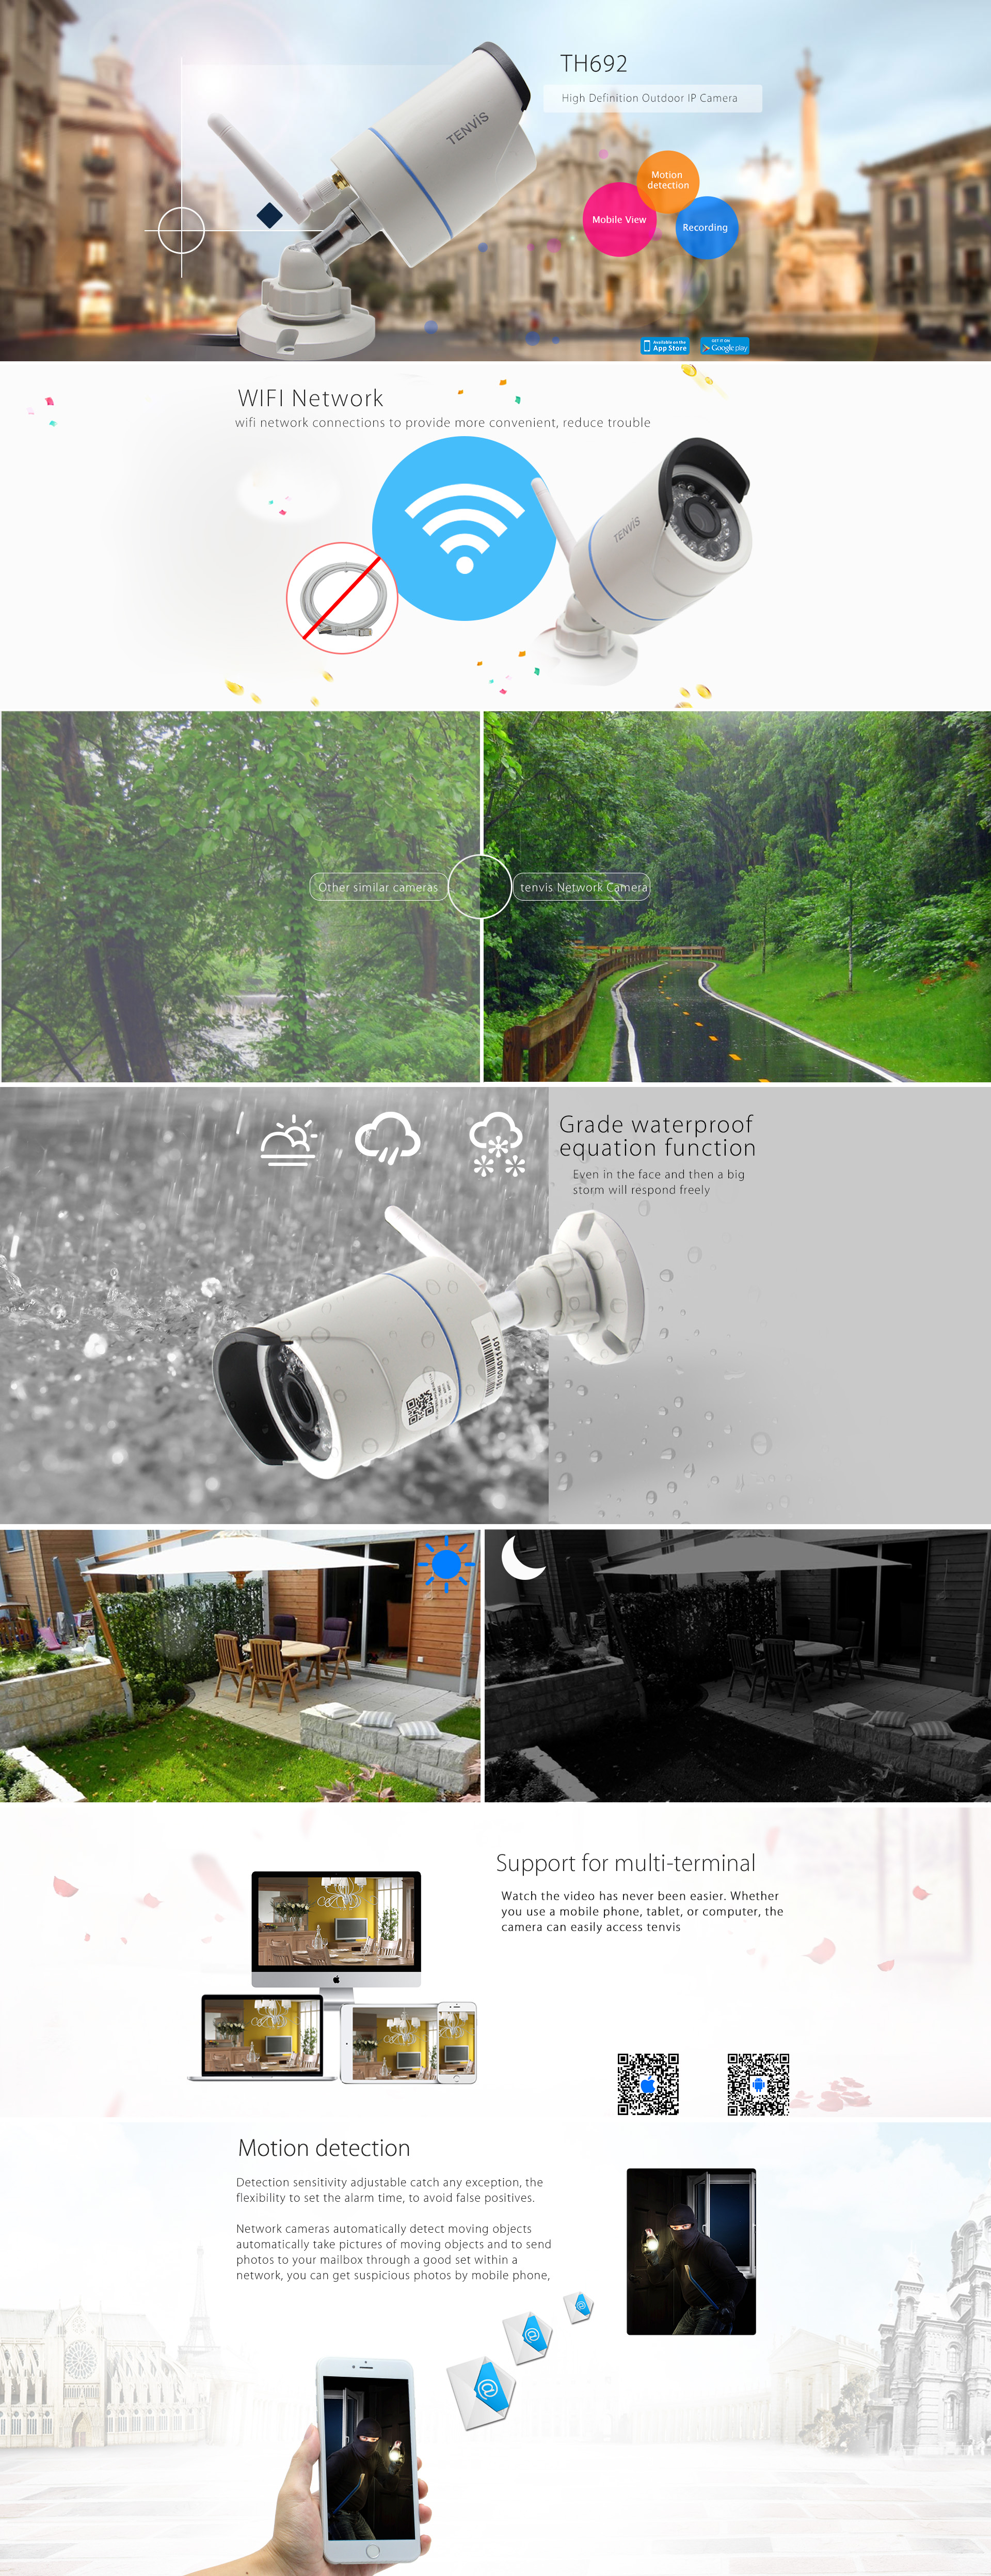 TH692
High Definition Outdoor IP Camera
TENVIS
Motion
detection
Mobile View
Recording
Available on the
App Store
GET IT ON
Google play
WIFI Network
wifi network connections to provide more convenient, reduce trouble
TENVIS
Other similar cameras
tenvis Network Camera
Grade waterproof
equation function
Even in the face and then a big
storm will respond freely
Support for multi-terminal
Watch the video has never been easier. Whether
you use a mobile phone, tablet, or computer, the
camera can easily access tenvis
Motion detection
Detection sensitivity adjustable catch any exception, the
flexibility to set the alarm time, to avoid false positives.
Network cameras automatically detect moving objects
automatically take pictures of moving objects and to send
photos to your mailbox through a good set within a
network, you can get suspicious photos by mobile phone,